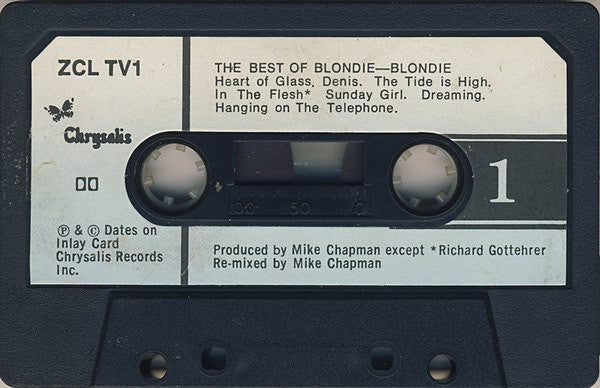 ZCL TV1
Chrysalis
Ⓟ & © Dates on
Inlay Card
Chrysalis Records
Inc.
THE BEST OF BLONDIE—BLONDIE
Heart of Glass. Denis. The Tide is High.
In The Flesh* Sunday Girl. Dreaming.
Hanging on The Telephone.
100 50
1
Produced by Mike Chapman except *Richard Gottehrer
Re-mixed by Mike Chapman